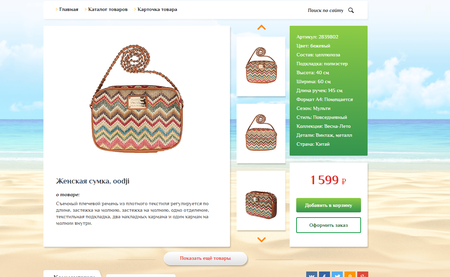 Главная
Каталог товаров
Карточка товара
Поиск по сайту
Женская сумка, oodji
о товаре:
Съемный плечевой ремень из плотного текстиля регулируется по
длине, застежка на молнию, застежка на молнию, одно отделение,
текстильная подкладка, два накладных кармана и один карман на
молнии внутри.
Артикул: 2839802
Цвет: Бежевый
Состав: целлюлоза
Подкладка: полиэстер
Высота: 40 см
Ширина: 60 см
Длина ручек: 145 см
Формат А4: Помещается
Сезон: Мульти
Стиль: Повседневный
Коллекция: Весна-Лето
Детали: Винтаж, металл
Страна: Китай
1 599 ₽
Добавить в корзину
Оформить заказ
Показать ещё товары